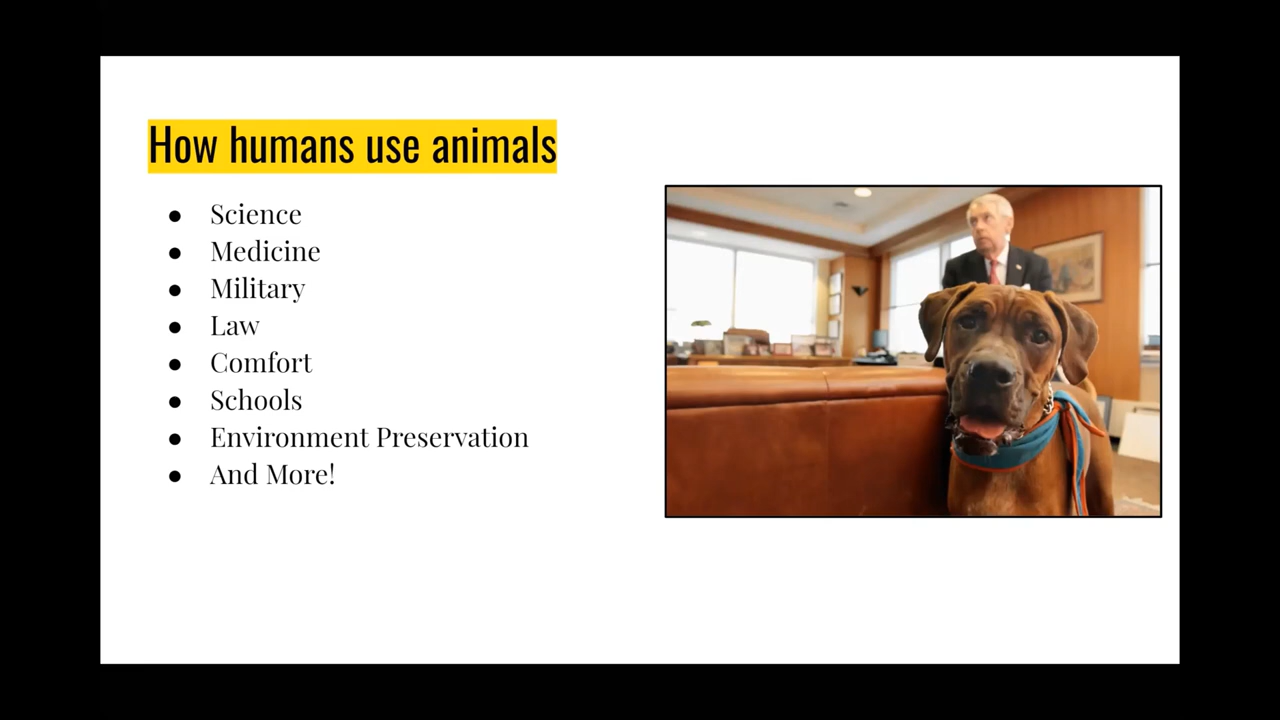 How humans use animals
● Science
● Medicine
● Military
● Law
● Comfort
● Schools
● Environment Preservation
● And More!